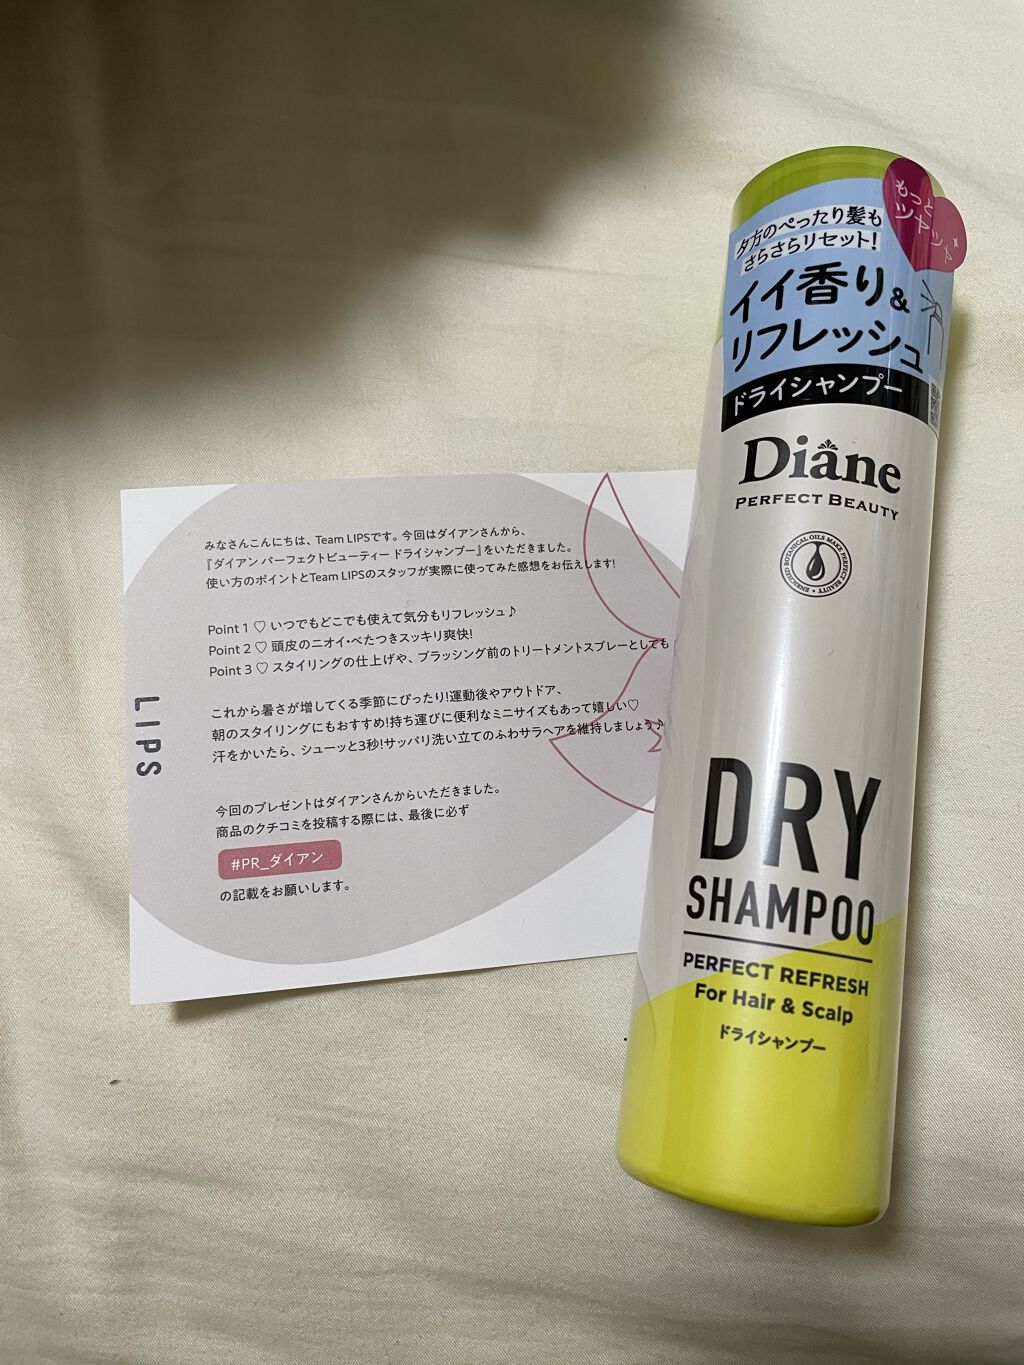 みなさんこんにちは、Team LIPSです。今回はダイアンさんから、
『ダイアン パーフェクトビューティー ドライシャンプー』をいただきました。
使い方のポイントとTeam LIPSのスタッフが実際に使ってみた感想をお伝えします!
Point 1 ♡ いつでもどこでも使えて気分もリフレッシュ♪
Point 2 ♡ 頭皮のニオイ・べたつきスッキリ爽快!
Point 3 ♡ スタイリングの仕上げや、ブラッシング前のトリートメントスプレーとしても
これから暑さが増してくる季節にぴったり!運動後やアウトドア、
朝のスタイリングにもおすすめ!持ち運びに便利なミニサイズもあって嬉しい♡
汗をかいたら、シューッと3秒!サッパリ洗い立てのふわサラヘアを維持しましょう♪
今回のプレゼントはダイアンさんからいただきました。
商品のクチコミを投稿する際には、最後に必ず
#PR_ダイアン
の記載をお願いします。
LIPS
もっと
ツヤッツヤ
夕方のぺったり髪も
さらさらリセット!
イイ香り&
リフレッシュ
ドライシャンプー
Diane
PERFECT BEAUTY
ENRICHED BOTANICAL OILS MAKE PERFECT BEAUTY
DRY
SHAMPOO
PERFECT REFRESH
For Hair & Scalp
ドライシャンプー